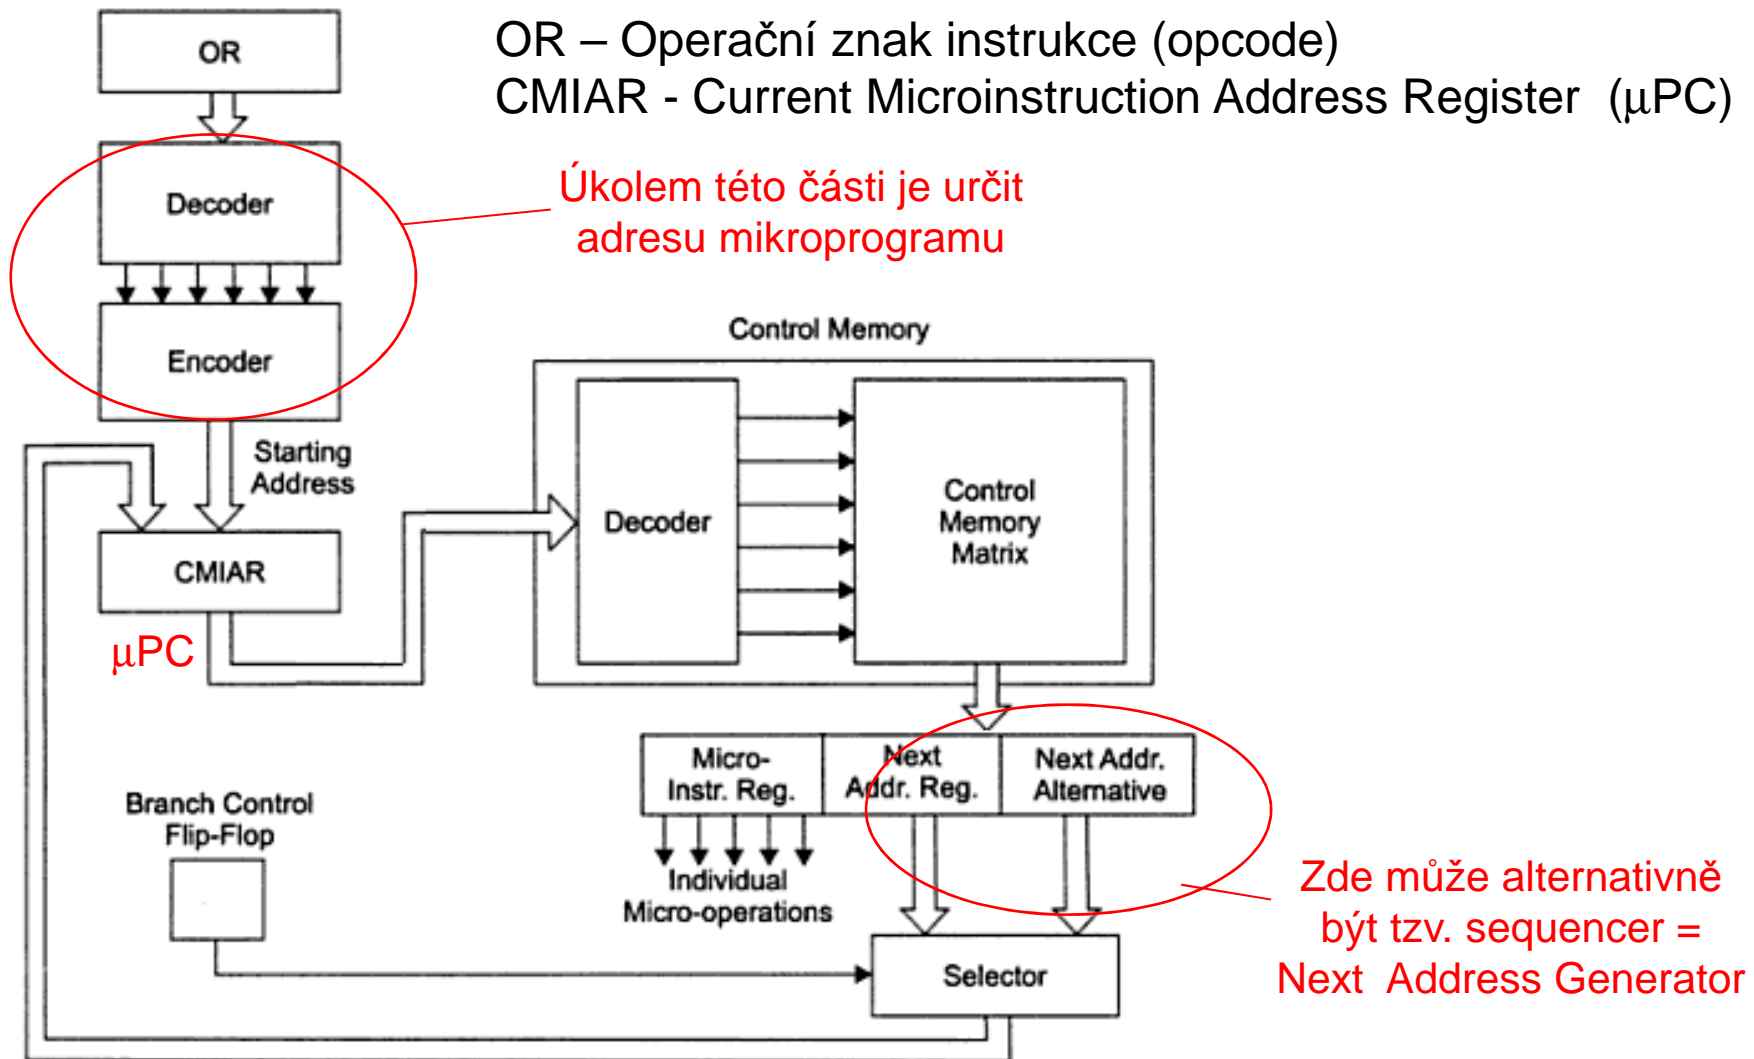 OR
OR – Operační znak instrukce (opcode)
CMIAR - Current Microinstruction Address Register (μPC)
Decoder
Úkolem této části je určit
adresu mikroprogramu
Encoder
Control Memory
Starting
Address
Decoder
Control
Memory
Matrix
CMIAR
μPC
Micro-
Instr. Reg.
Next
Addr. Reg.
Next Addr.
Alternative
Branch Control
Flip-Flop
Individual
Micro-operations
Zde může alternativně
být tzv. sequencer =
Next Address Generator
Selector